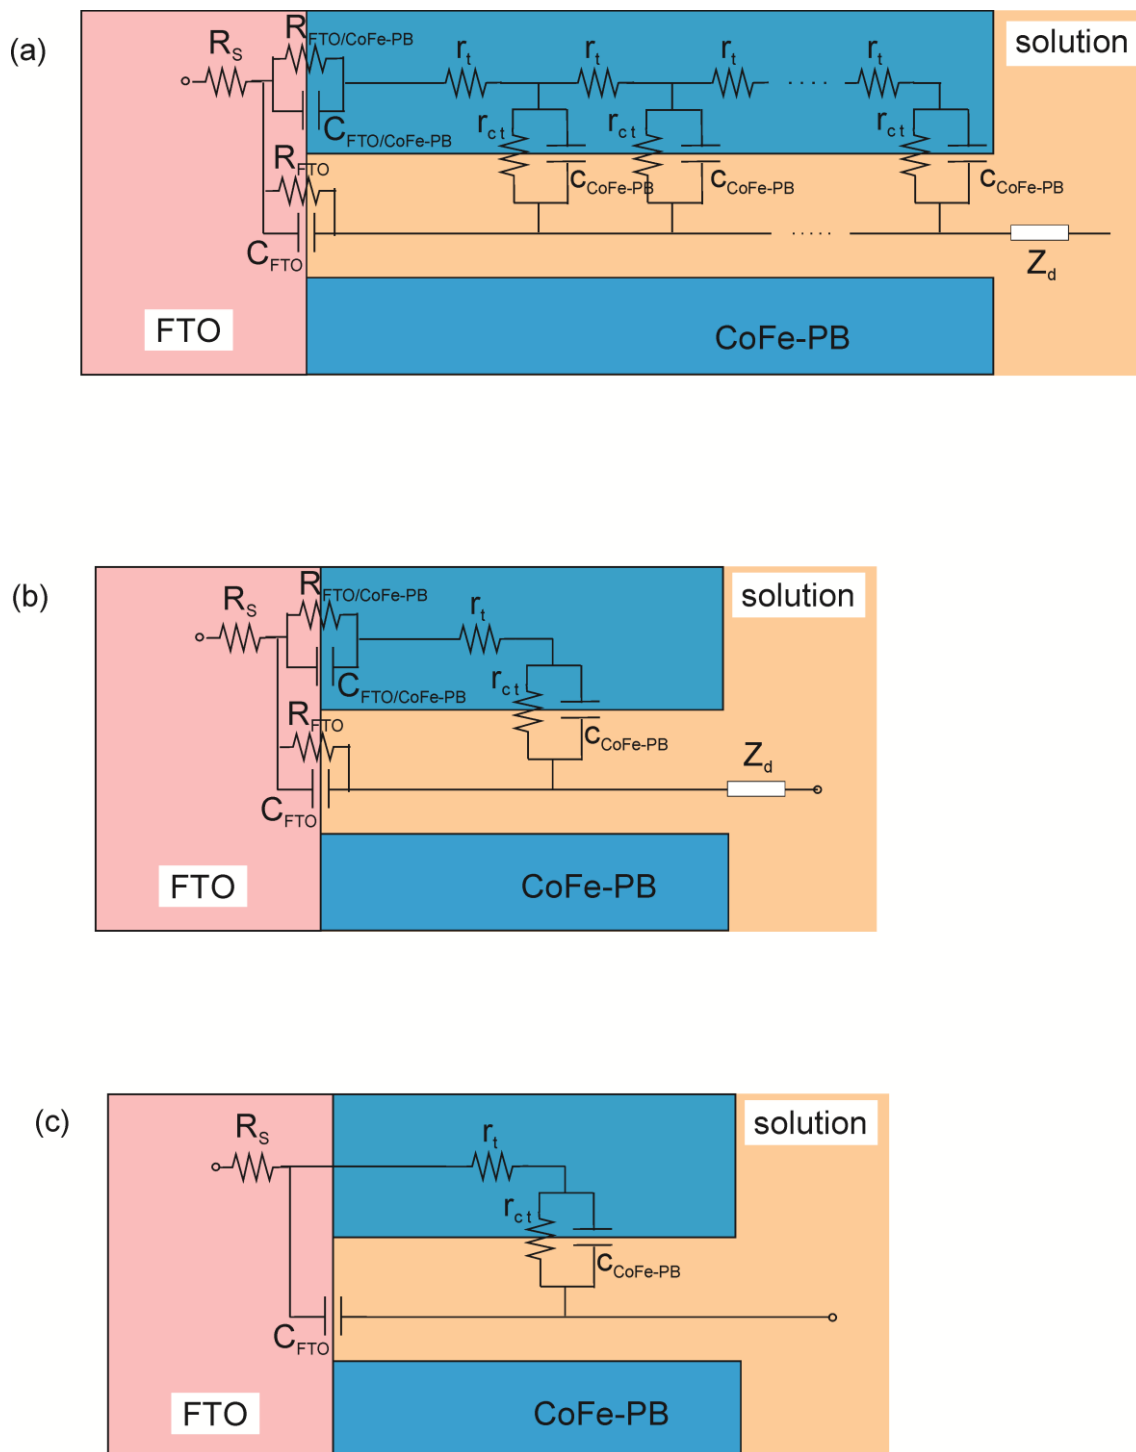 (a)
solution
R_S
R_FTO/CoFe-PB
r_t
r_t
r_t
r_t
C_FTO/CoFe-PB
r_ct
r_ct
r_ct
R_FTO
c_CoFe-PB
c_CoFe-PB
c_CoFe-PB
C_FTO
Z_d
FTO
CoFe-PB
(b)
solution
R_S
R_FTO/CoFe-PB
r_t
C_FTO/CoFe-PB
r_ct
R_FTO
c_CoFe-PB
Z_d
C_FTO
FTO
CoFe-PB
(c)
solution
R_S
r_t
r_ct
c_CoFe-PB
C_FTO
FTO
CoFe-PB